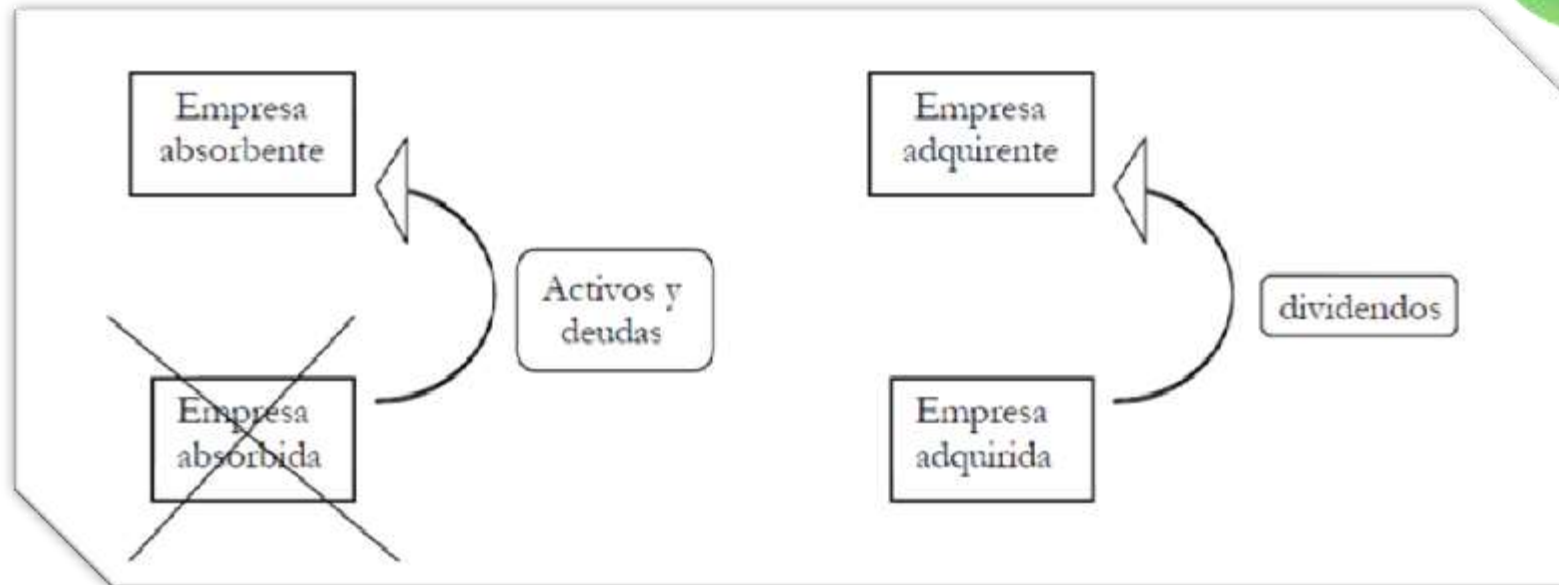 Empresa
absorbente
Activos y
deudas
Empresa
absorbida
Empresa
adquirente
dividendos
Empresa
adquirida